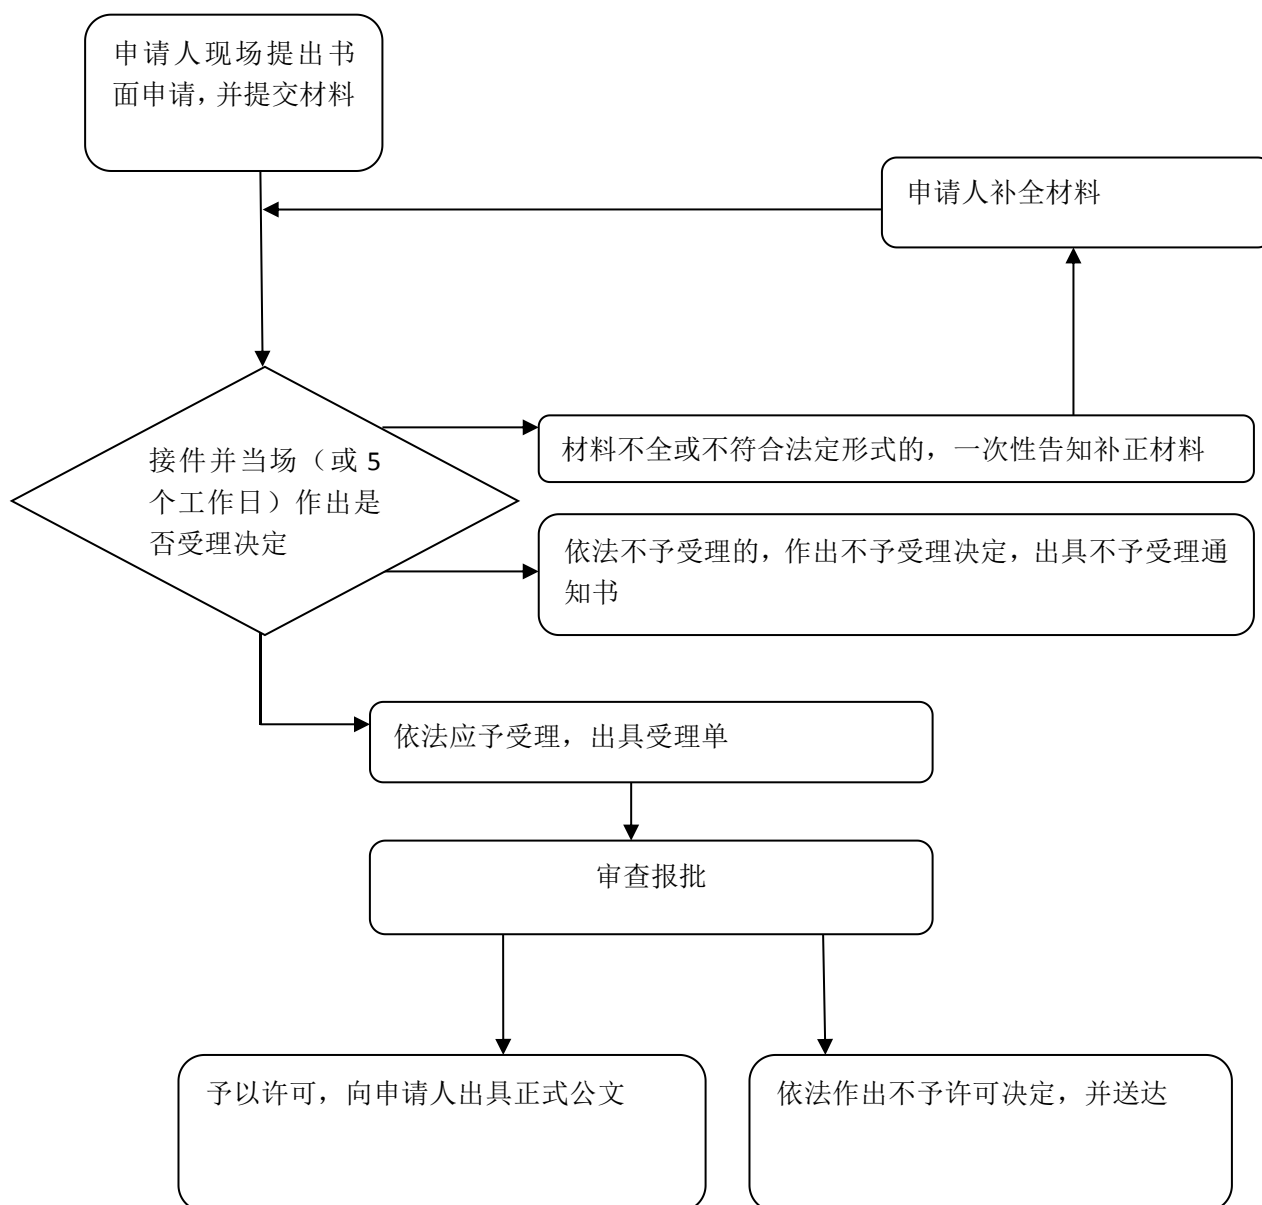 申请人现场提出书
面申请，并提交材料
申请人补全材料
材料不全或不符合法定形式的，一次性告知补正材料
接件并当场（或 5
个工作日）作出是
否受理决定
依法不予受理的，作出不予受理决定，出具不予受理通
知书
依法应予受理，出具受理单
审查报批
予以许可，向申请人出具正式公文
依法作出不予许可决定，并送达